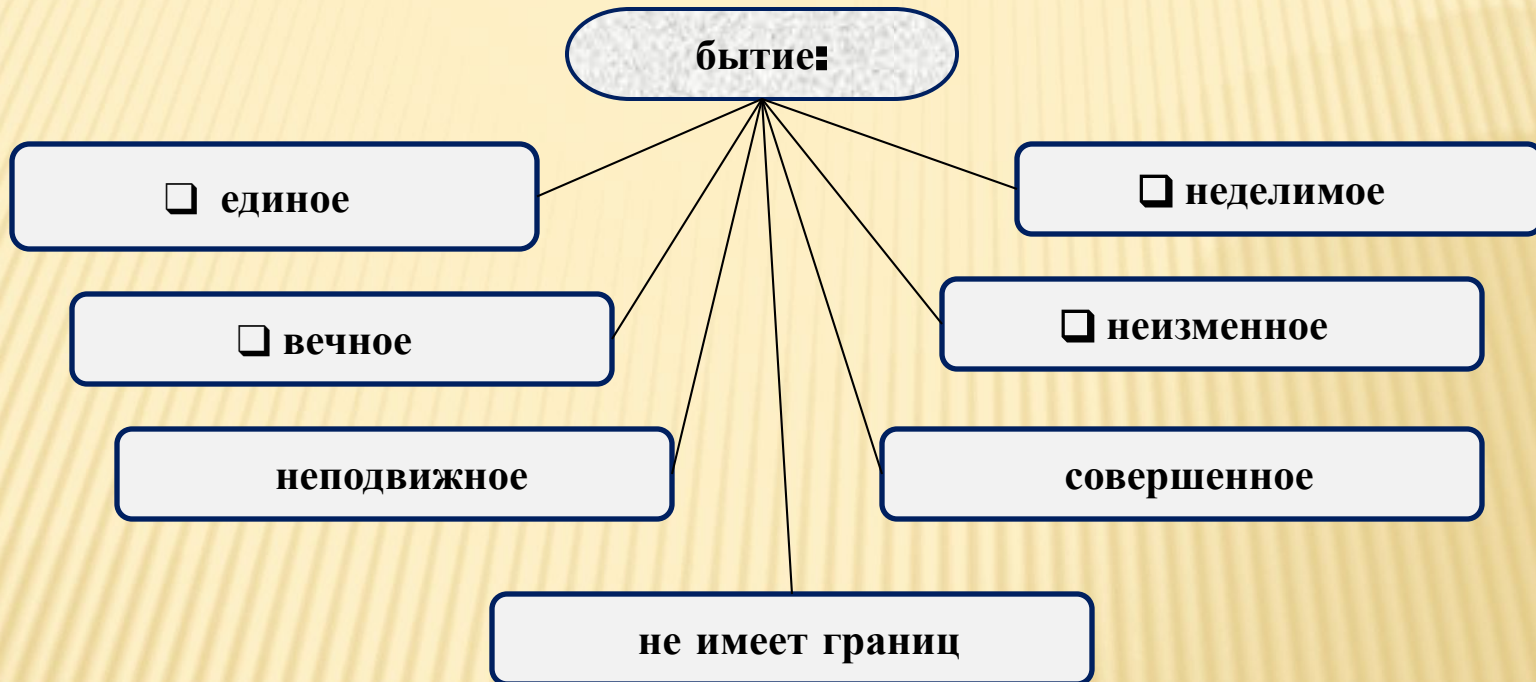 бытие:
❑ единое
❑ неделимое
❑ вечное
❑ неизменное
неподвижное
совершенное
не имеет границ